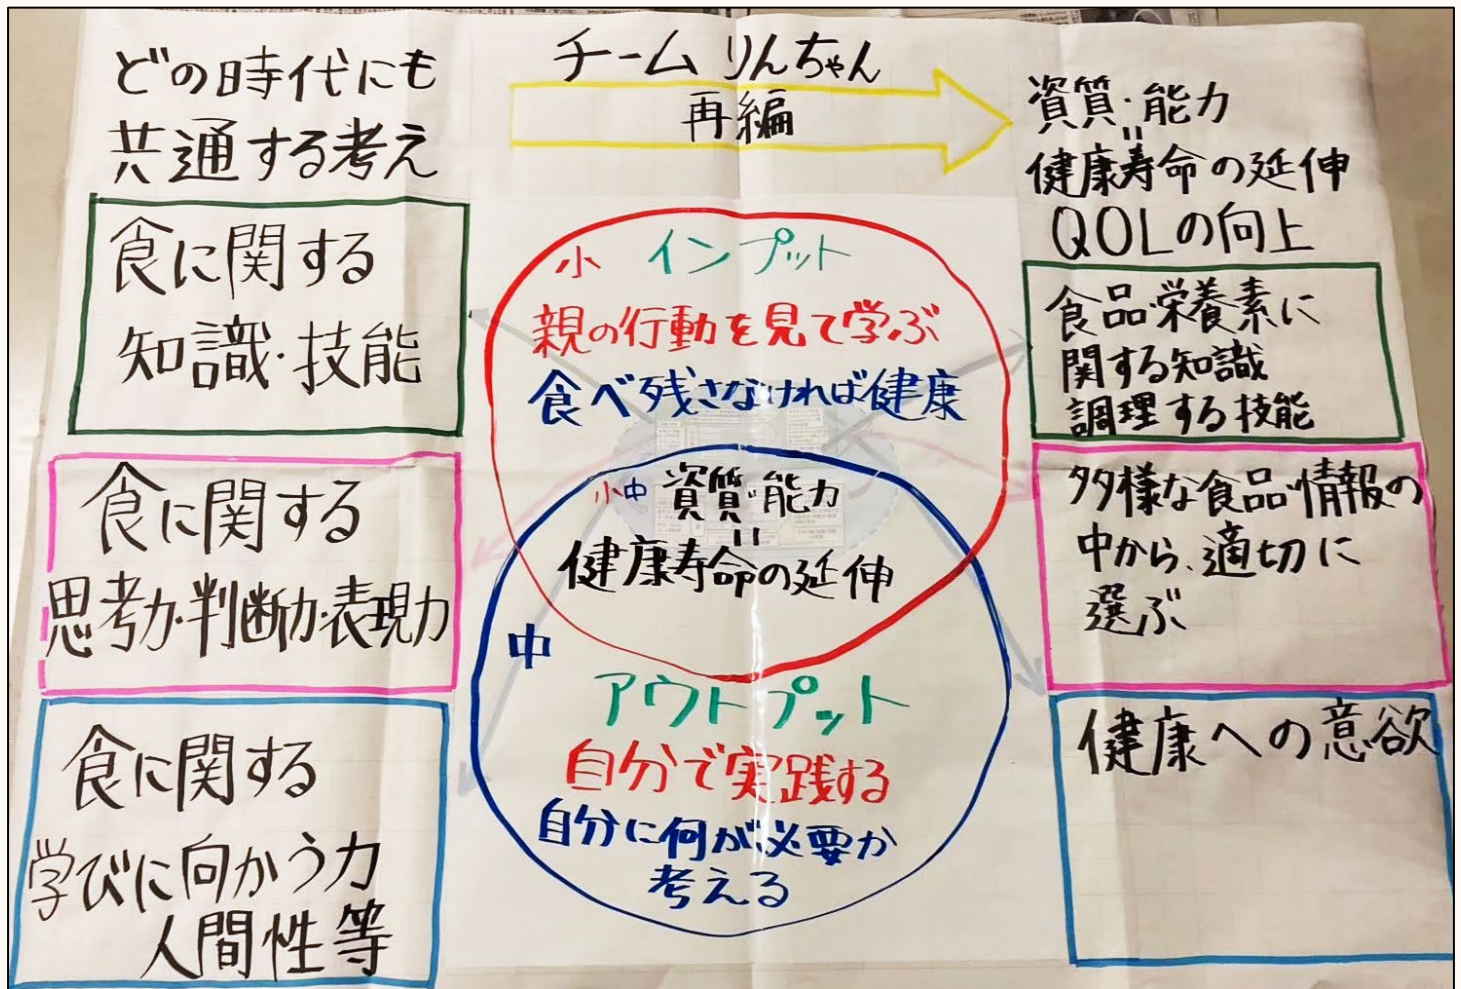 どの時代にも
共通する考え
食に関する
知識・技能
食に関する
思考力・判断力・表現力
食に関する
学びに向かう力
人間性等
チーム りんちゃん
再編
小 インプット
親の行動を見て学ぶ
食べ残さなければ健康
小中 資質・能力
=
健康寿命の延伸
中
アウトプット
自分で実践する
自分に何が必要か
考える
資質・能力
=
健康寿命の延伸
QOLの向上
食品・栄養素に
関する知識
調理する技能
多様な食品・情報の
中から、適切に
選ぶ
健康への意欲